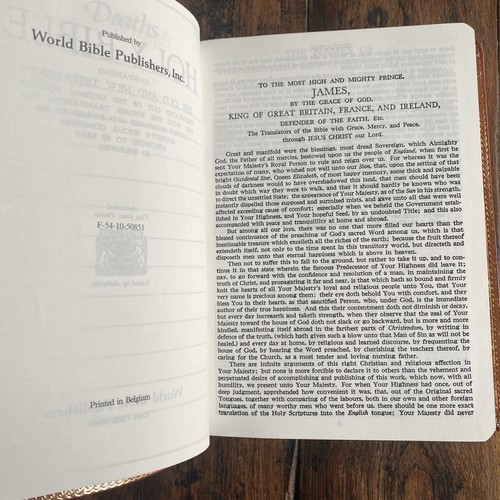 Published by
World Bible Publishers, Inc.
F-54-10-50851
Printed in Belgium
TO THE MOST HIGH AND MIGHTY PRINCE,
JAMES,
BY THE GRACE OF GOD,
KING OF GREAT BRITAIN, FRANCE, AND IRELAND,
DEFENDER OF THE FAITH, Etc.
The Translators of the Bible wish Grace, Mercy, and Peace,
through JESUS CHRIST our Lord.
Great and manifold were the blessings, most dread Sovereign, which Almighty
God, the Father of all mercies, bestowed upon us the people of England, when first he
sent Your Majesty's Royal Person to rule and reign over us. For whereas it was the
expectation of many, who wished not well unto our Sion, that, upon the setting of that
bright Occidental Star, Queen Elizabeth, of most happy memory, some thick and palpable
clouds of darkness would so have overshadowed this land, that men should have been
in doubt which way they were to walk, and that it should hardly be known who was
to direct the unsettled State; the appearance of Your Majesty, as of the Sun in his strength,
instantly dispelled those supposed and surmised mists, and gave unto all that were well
affected exceeding cause of comfort; especially when we beheld the Government estab-
lished in Your Highness, and Your hopeful Seed, by an undoubted Title; and this also
accompanied with peace and tranquillity at home and abroad.
But among all our joys, there was no one that more filled our hearts than the
blessed continuance of the preaching of God's sacred Word among us, which is that
inestimable treasure which excelleth all the riches of the earth; because the fruit thereof
extendeth itself, not only to the time spent in this transitory world, but directeth and
disposeth men unto that eternal happiness which is above in heaven.
Then not to suffer this to fall to the ground, but rather to take it up, and to con-
tinue it in that state wherein the famous Predecessor of Your Highness did leave it;
nay, to go forward with the confidence and resolution of a man, in maintaining the
truth of Christ, and propagating it far and near, is that which hath so bound and firmly
knit the hearts of all Your Majesty's loyal and religious people unto You, that Your
very name is precious among them: their eye doth behold You with comfort, and they
bless You in their hearts, as that sanctified Person, who, under God, is the immediate
author of their true happiness. And this their contentment doth not diminish or decay,
but every day increaseth and taketh strength, when they observe that the zeal of Your
Majesty toward the house of God doth not slack or go backward, but is more and more
kindled, manifesting itself abroad in the farthest parts of Christendom, by writing in
defence of the truth, (which hath given such a blow unto that Man of Sin as will not be
healed,) and every day at home, by religious and learned discourse, by frequenting the
house of God, by hearing the Word preached, by cherishing the teachers thereof, by
caring for the Church, as a most tender and loving nursing father.
There are infinite arguments of this right Christian and religious affection in
Your Majesty; but none is more forcible to declare it to others than the vehement and
perpetuated desire of accomplishing and publishing of this work, which now, with all
humility, we present unto Your Majesty. For when Your Highness had once, out of
deep judgment, apprehended how convenient it was, that, out of the Original sacred
Tongues, together with comparing of the labours, both in our own and other foreign
languages, of many worthy men who went before us, there should be one more exact
translation of the Holy Scriptures into the English tongue; Your Majesty did never